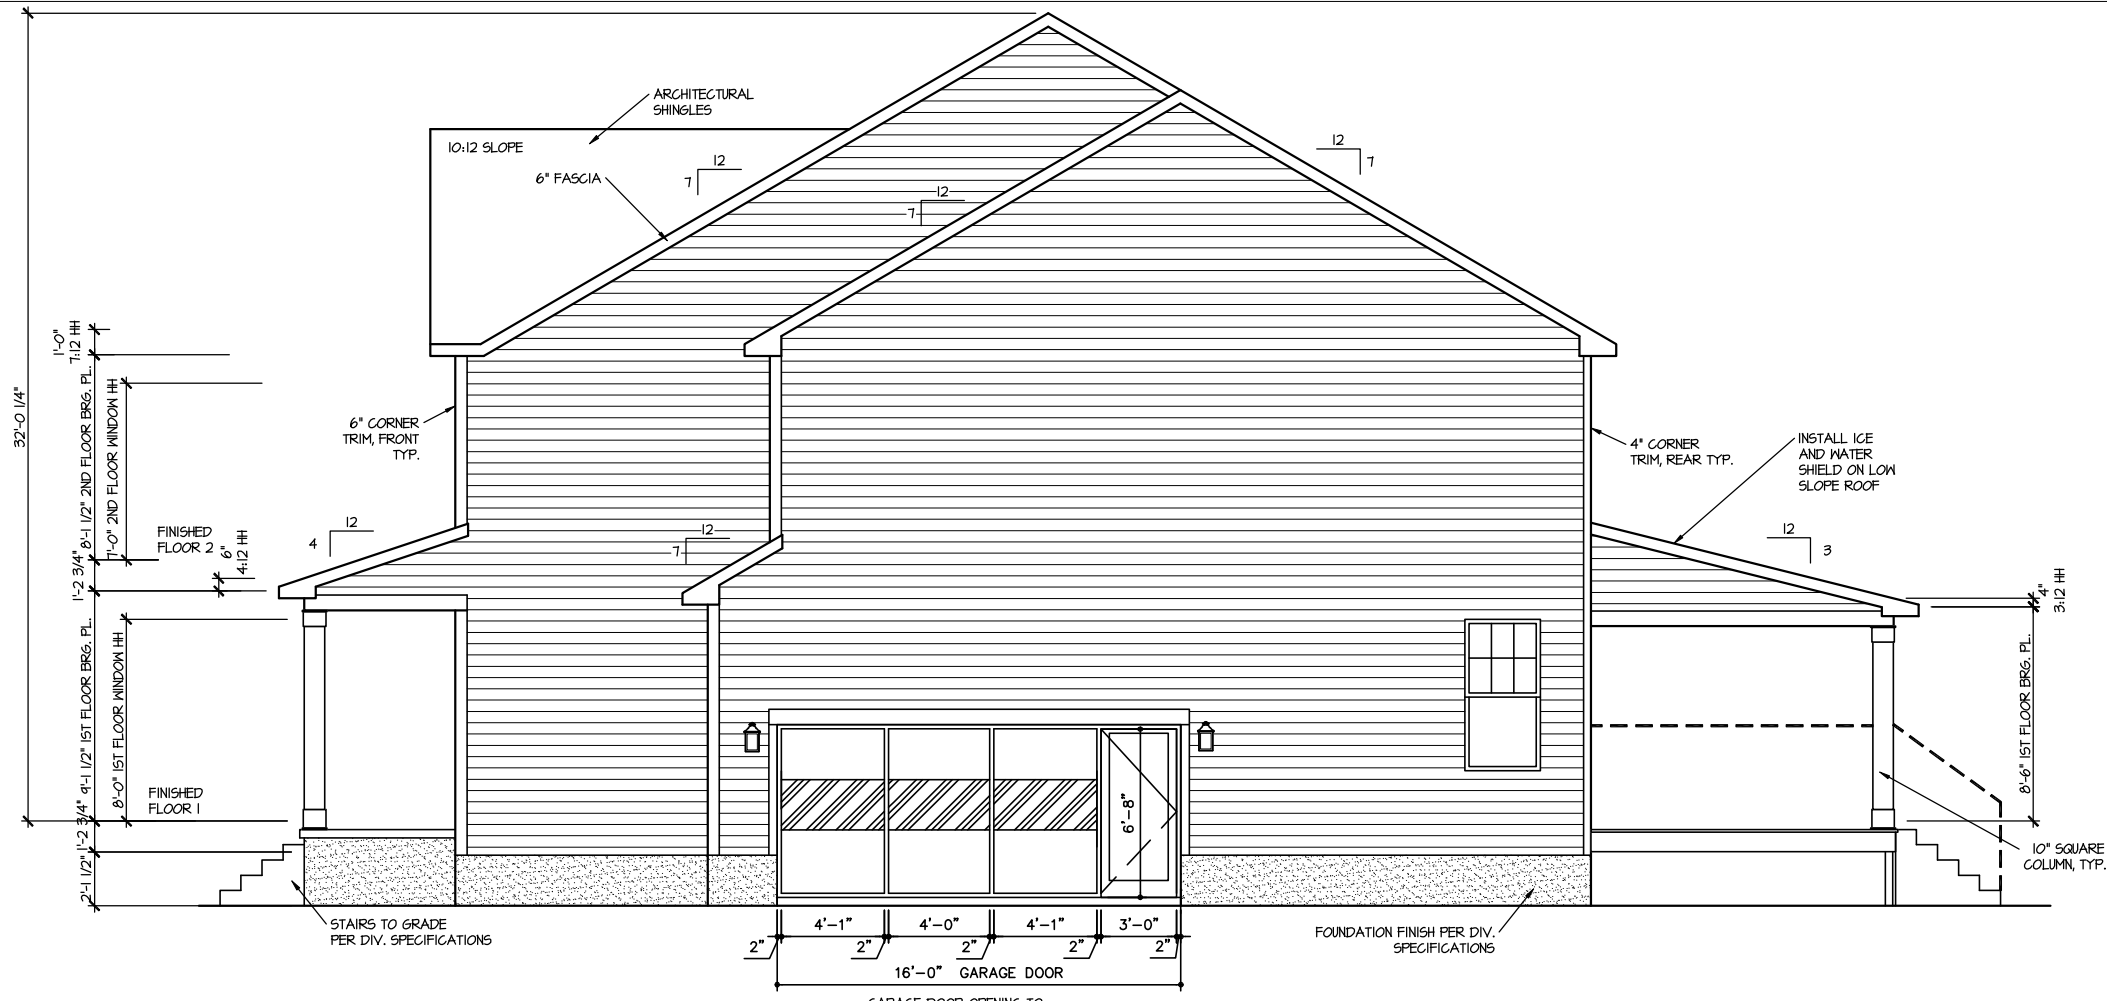 ARCHITECTURAL
SHINGLES
10:12 SLOPE
6" FASCIA
12
7
12
7
12
7
32'-0 1/4"
1'-0"
7:12 HH
8'-1 1/2" 2ND FLOOR BRG. PL.
7'-0" 2ND FLOOR WINDOW HH
6" CORNER
TRIM, FRONT
TYP.
4" CORNER
TRIM, REAR TYP.
INSTALL ICE
AND WATER
SHIELD ON LOW
SLOPE ROOF
FINISHED
FLOOR 2
6"
4:12 HH
12
4
12
7
12
3
1'-2 3/4"
4"
3:12 HH
9'-1 1/2" 1ST FLOOR BRG. PL.
8'-0" 1ST FLOOR WINDOW HH
8'-6" 1ST FLOOR BRG. PL.
FINISHED
FLOOR 1
6'-8"
1'-2 3/4"
2'-1 1/2"
10" SQUARE
COLUMN, TYP.
STAIRS TO GRADE
PER DIV. SPECIFICATIONS
4'-1"
4'-0"
4'-1"
3'-0"
2"
2"
2"
2"
2"
FOUNDATION FINISH PER DIV.
SPECIFICATIONS
16'-0" GARAGE DOOR
GARAGE DOOR OPENING TO